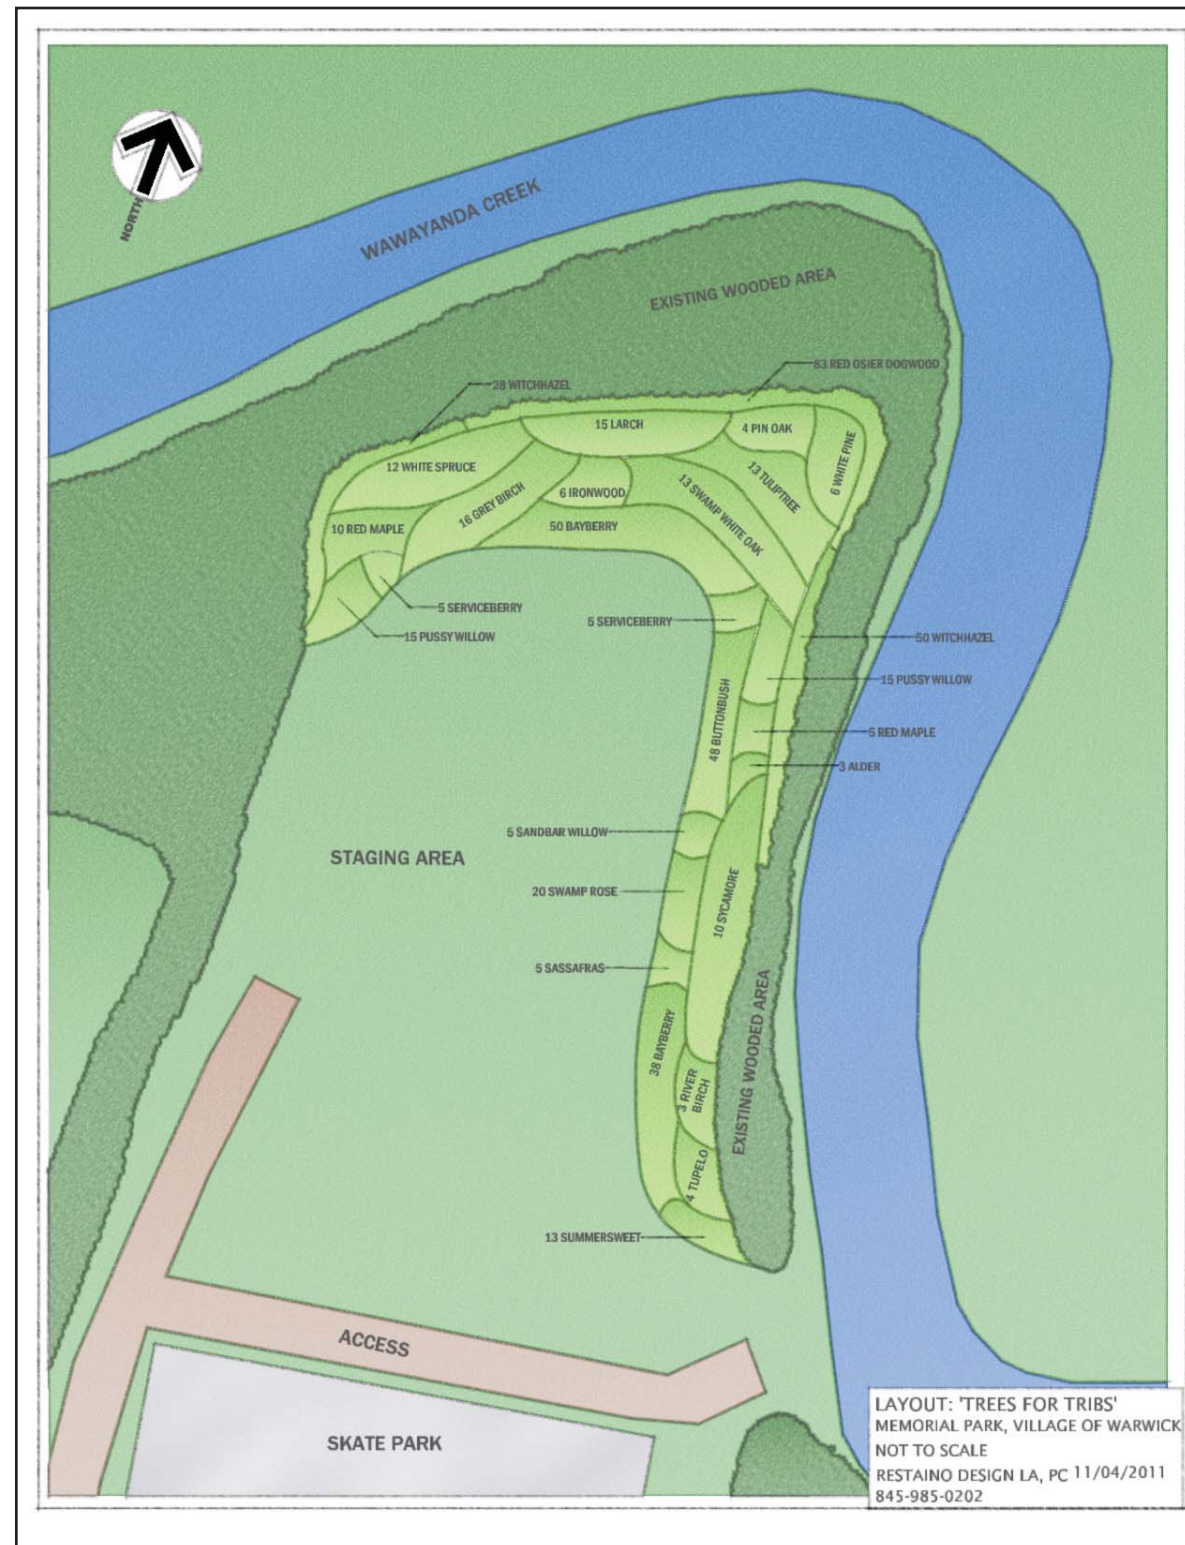 NORTH
WAWAYANDA CREEK
EXISTING WOODED AREA
83 RED OSIER DOGWOOD
28 WITCHHAZEL
15 LARCH
4 PIN OAK
6 WHITE PINE
12 WHITE SPRUCE
13 TULIPTREE
13 SWAMP WHITE OAK
16 GREY BIRCH
6 IRONWOOD
10 RED MAPLE
50 BAYBERRY
5 SERVICEBERRY
15 PUSSY WILLOW
5 SERVICEBERRY
50 WITCHHAZEL
15 PUSSY WILLOW
48 BUTTONBUSH
5 RED MAPLE
3 ALDER
5 SANDBAR WILLOW
STAGING AREA
20 SWAMP ROSE
10 SYCAMORE
5 SASSAFRAS
38 BAYBERRY
3 RIVER
BIRCH
EXISTING WOODED AREA
4 TUPELO
13 SUMMERSWEET
ACCESS
SKATE PARK
LAYOUT: 'TREES FOR TRIBS'
MEMORIAL PARK, VILLAGE OF WARWICK
NOT TO SCALE
RESTAINO DESIGN LA, PC 11/04/2011
845-985-0202